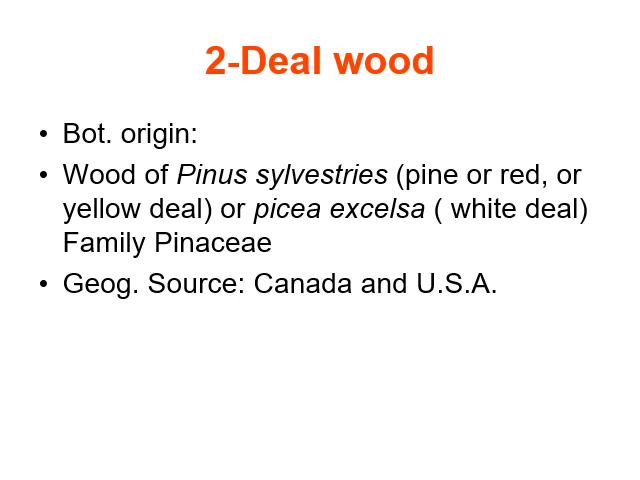 2-Deal wood
• Bot. origin:
• Wood of Pinus sylvestries (pine or red, or
yellow deal) or picea excelsa ( white deal)
Family Pinaceae
• Geog. Source: Canada and U.S.A.